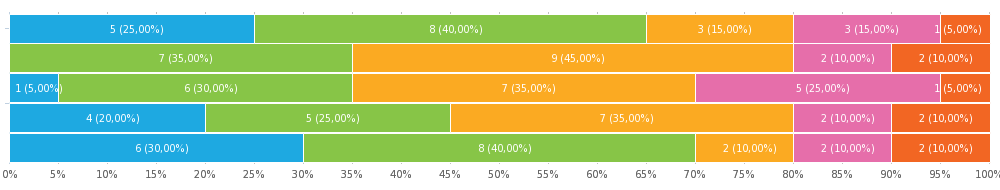 5 (25,00%) 8 (40,00%) 3 (15,00%) 3 (15,00%) 1 (5,00%)
7 (35,00%) 9 (45,00%) 2 (10,00%) 2 (10,00%)
1 (5,00%) 6 (30,00%) 7 (35,00%) 5 (25,00%) 1 (5,00%)
4 (20,00%) 5 (25,00%) 7 (35,00%) 2 (10,00%) 2 (10,00%)
6 (30,00%) 8 (40,00%) 2 (10,00%) 2 (10,00%) 2 (10,00%)
0% 5% 10% 15% 20% 25% 30% 35% 40% 45% 50% 55% 60% 65% 70% 75% 80% 85% 90% 95% 100%